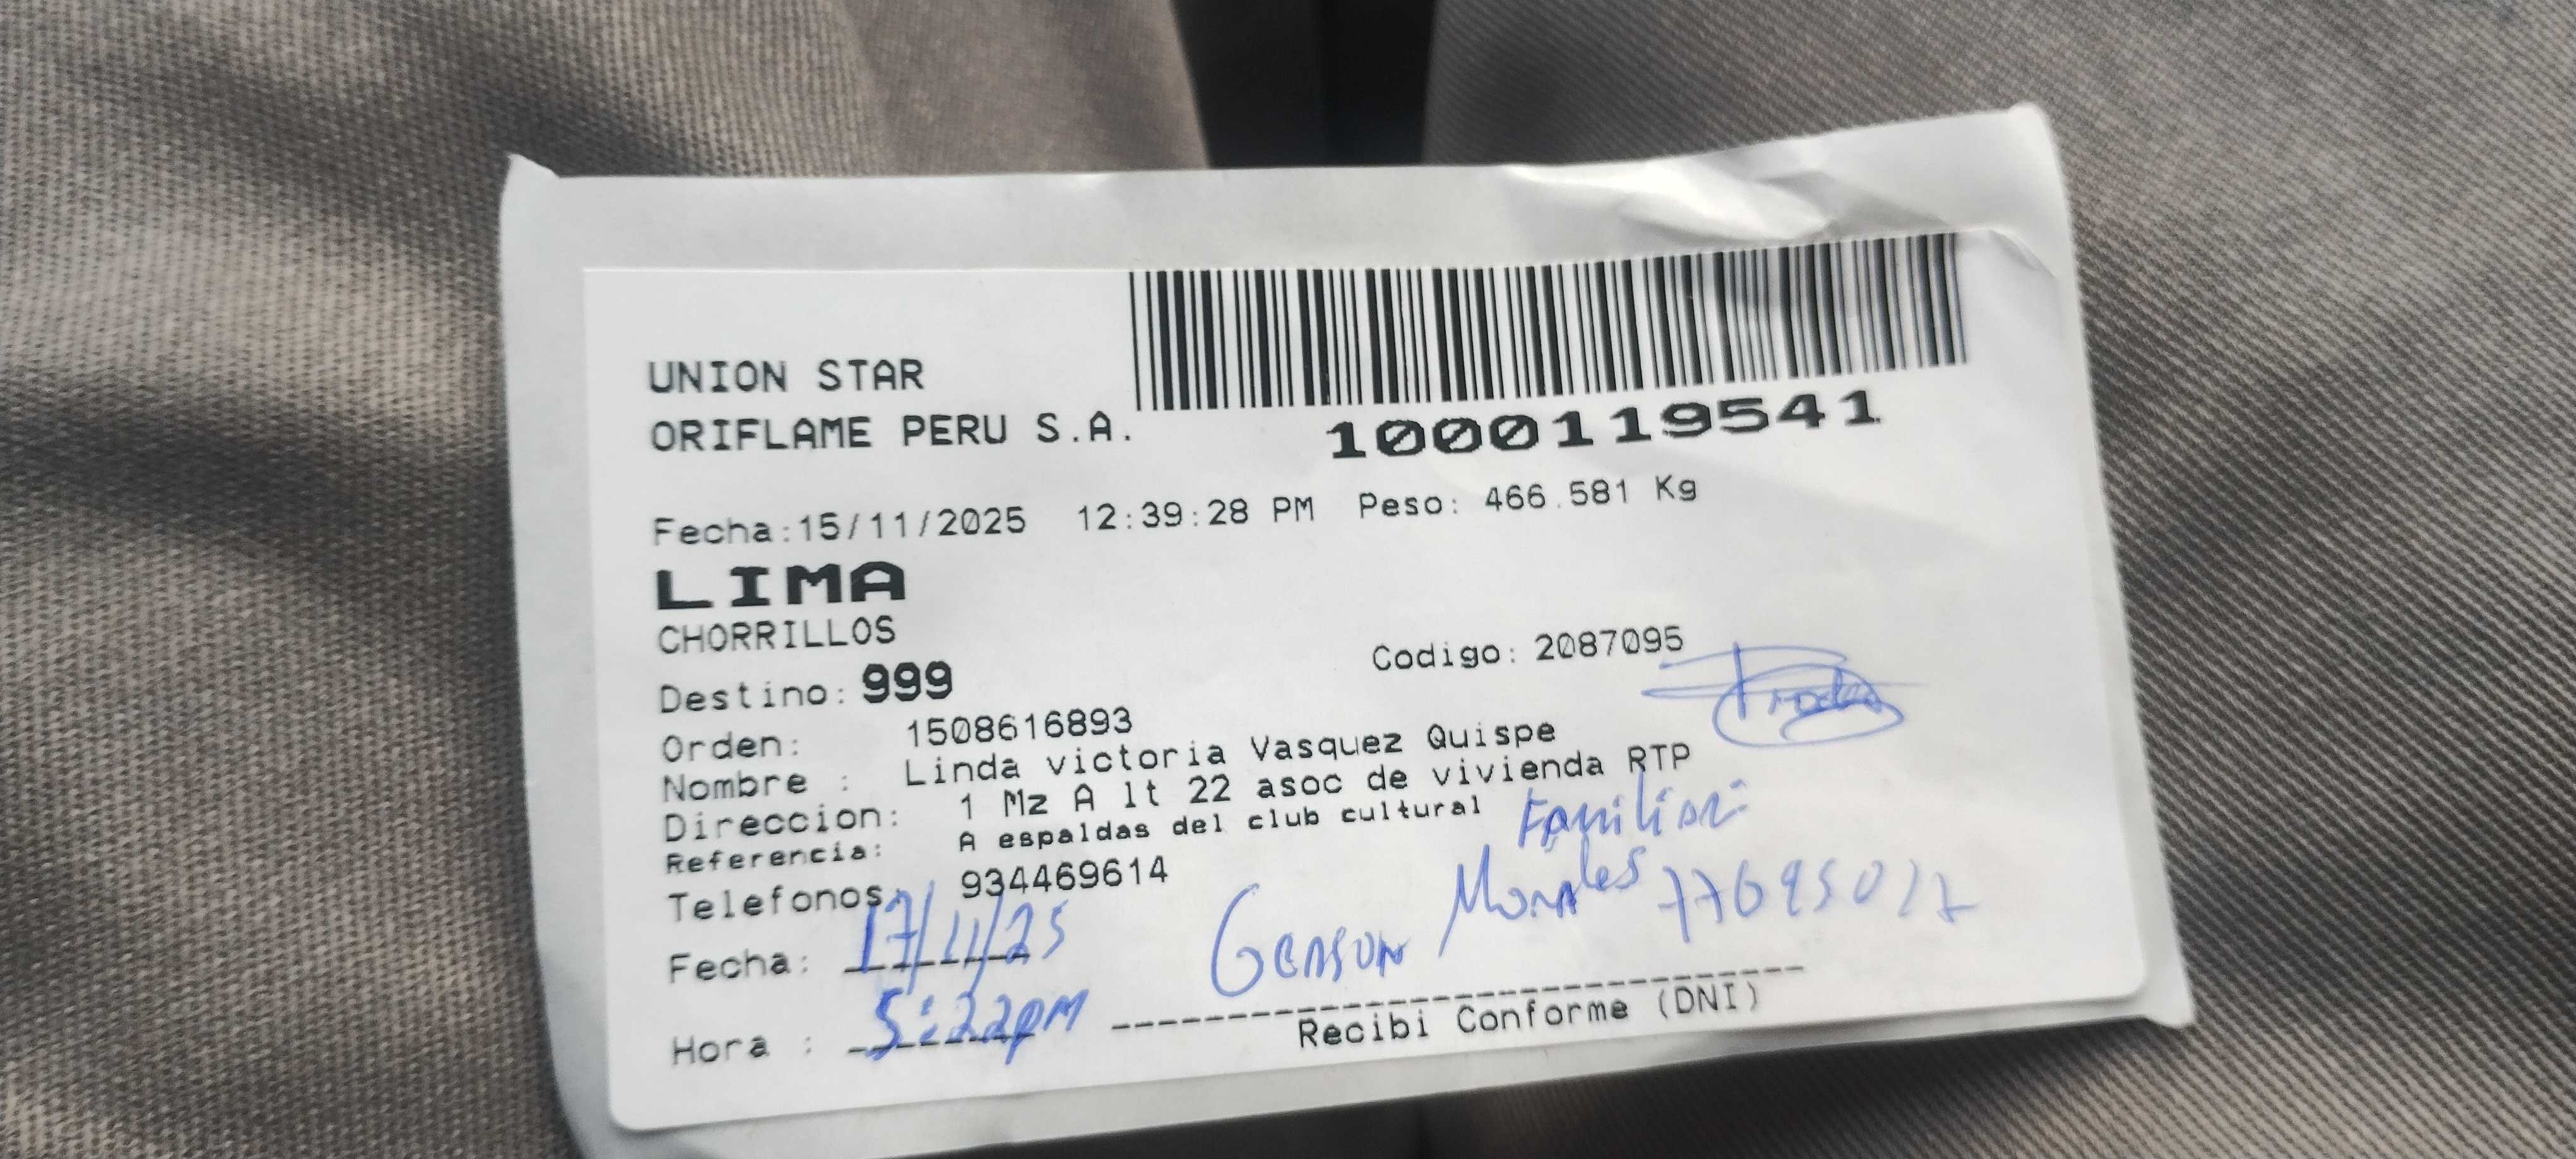 UNION STAR
ORIFLAME PERU S.A.
1000119541
Fecha:15/11/2025 12:39:28 PM Peso: 466.581 Kg
LIMA
CHORRILLOS
Codigo: 2087095
Destino: 999
Orden: 1508616893
Nombre : Linda victoria Vasquez Quispe
Direccion: 1 Mz A lt 22 asoc de vivienda RTP
Referencia: A espaldas del club cultural
Familiar
Telefonos 934469614
Morales
Fecha: 17/11/25
Gerson
Hora : 5:22pm
Recibi Conforme (DNI)